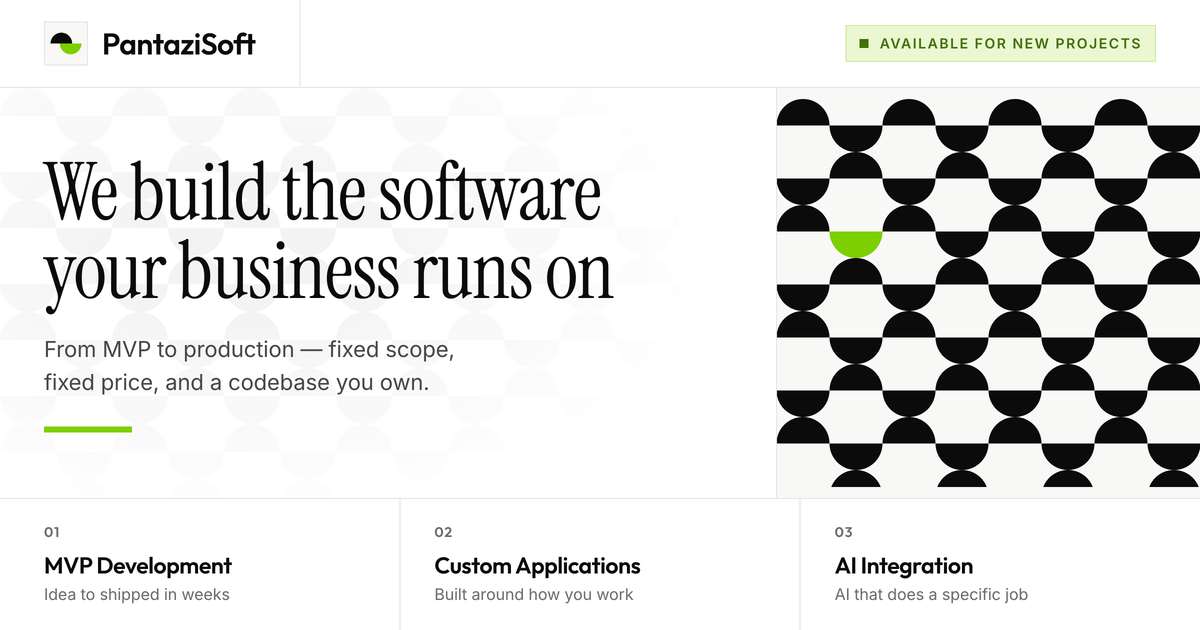 PantaziSoft
AVAILABLE FOR NEW PROJECTS
We build the software
your business runs on
From MVP to production — fixed scope,
fixed price, and a codebase you own.
01
MVP Development
Idea to shipped in weeks
02
Custom Applications
Built around how you work
03
AI Integration
AI that does a specific job